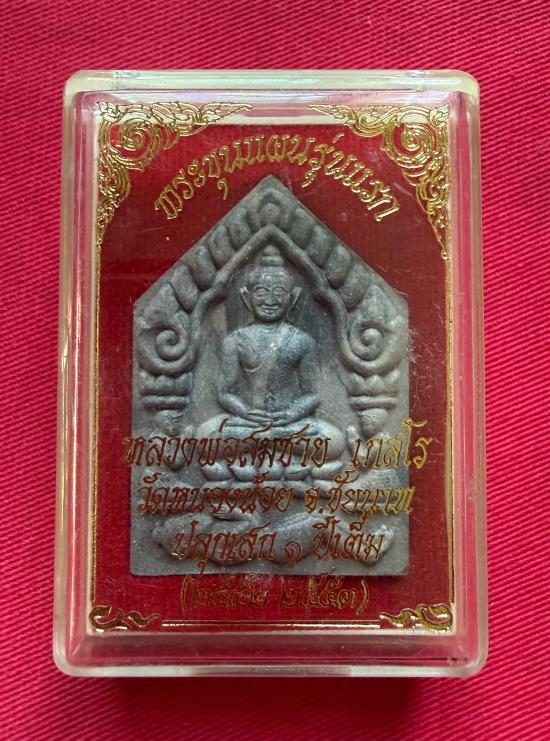 พระขุนแผนรุ่นแรก
หลวงพ่อสมชาย เกสโร
วัดหนองน้อย จ.ชัยนาท
ปลุกเสก ๑ ปีเต็ม
(๒๕๕๒-๒๕๕๓)